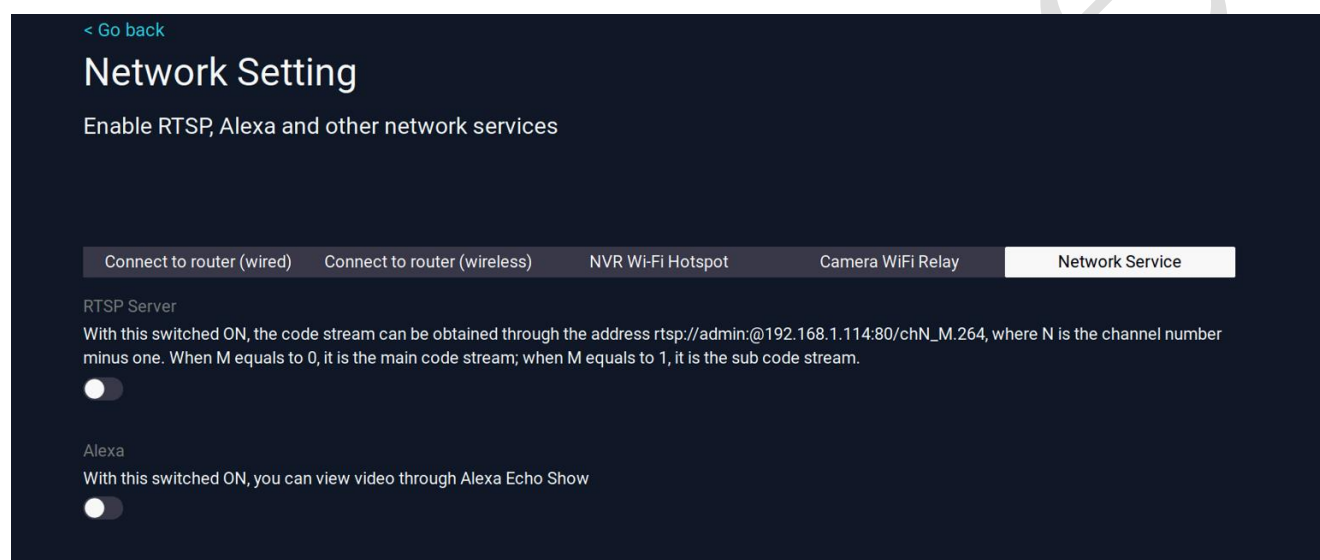 < Go back
Network Setting
Enable RTSP, Alexa and other network services
Connect to router (wired) Connect to router (wireless) NVR Wi-Fi Hotspot Camera WiFi Relay Network Service
RTSP Server
With this switched ON, the code stream can be obtained through the address rtsp://admin:@192.168.1.114:80/chN_M.264, where N is the channel number
minus one. When M equals to 0, it is the main code stream; when M equals to 1, it is the sub code stream.
Alexa
With this switched ON, you can view video through Alexa Echo Show